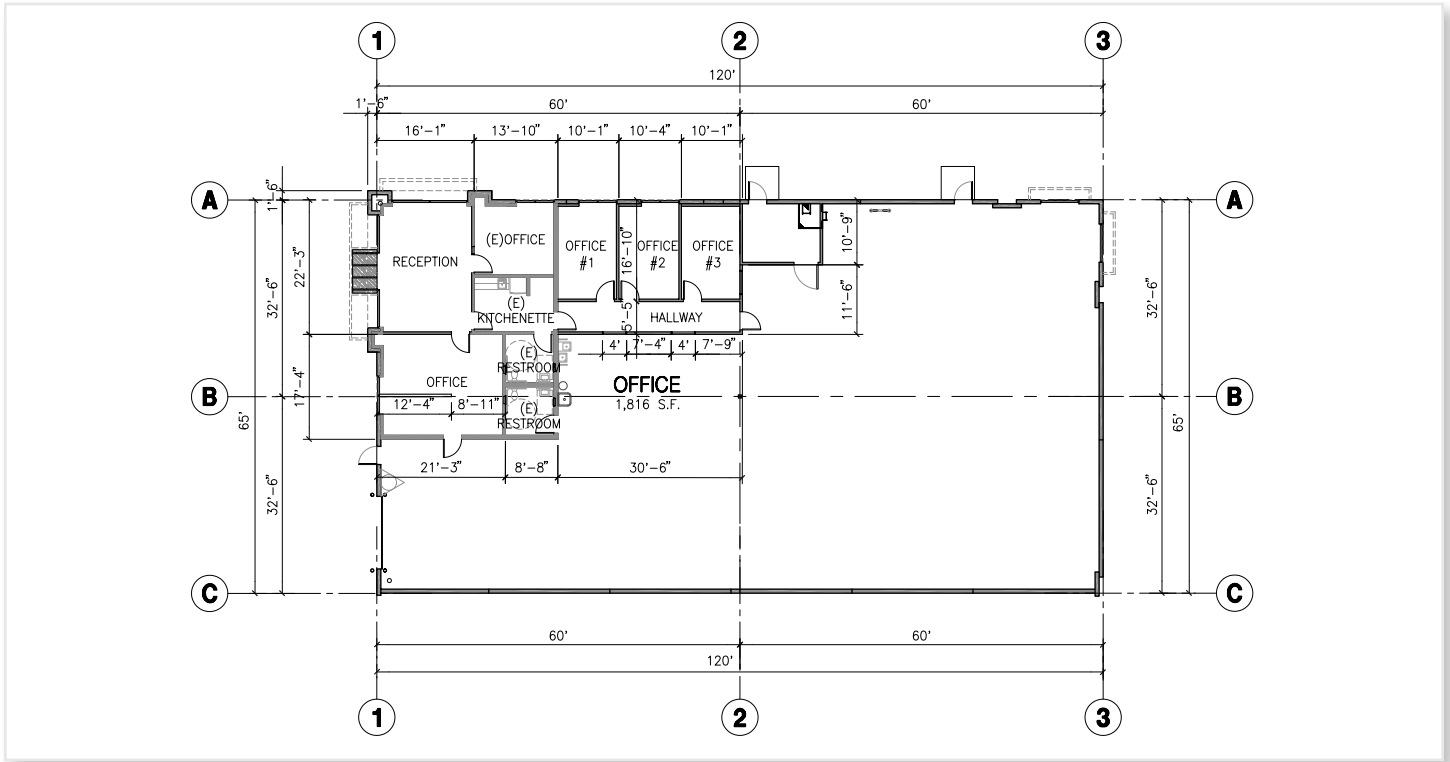 1 2 3
120'
1'-6" 60' 60'
16'-1" 13'-10" 10'-1" 10'-4" 10'-1"
1'-6"
A A
(E)OFFICE
OFFICE
#1
16'-10"
OFFICE
#2
OFFICE
#3
10'-9"
RECEPTION
22'-3"
32'-6"
32'-6"
(E)
KITCHENETTE
5'-5"
HALLWAY
11'-6"
4' 7'-4" 4' 7'-9"
(E)
RESTROOM
OFFICE
17'-4"
OFFICE
1,816 S.F.
B B
12'-4" 8'-11"
(E)
RESTROOM
65'
65'
21'-3" 8'-8" 30'-6"
32'-6"
32'-6"
C C
60' 60'
120'
1 2 3